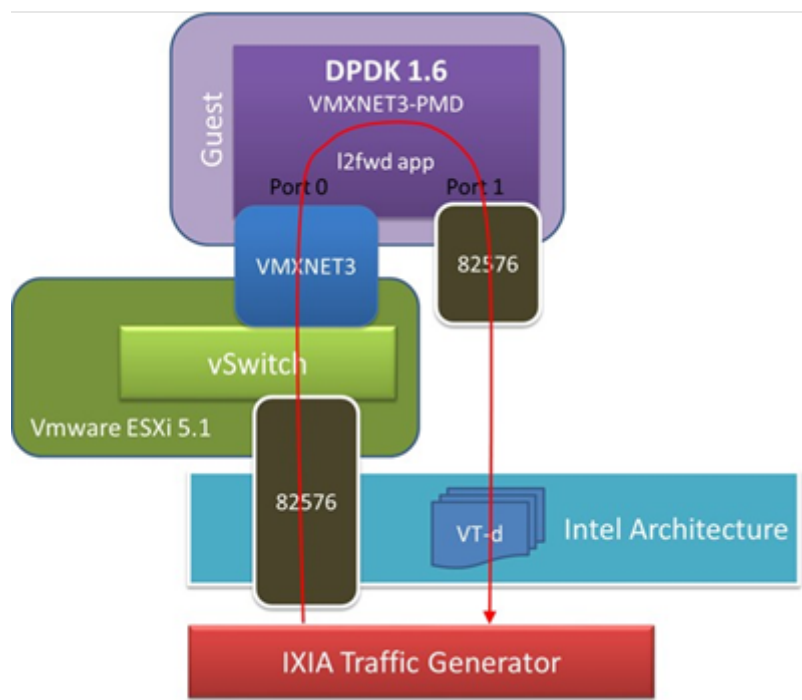 DPDK 1.6
VMXNET3-PMD
Guest
l2fwd app
Port 0
Port 1
VMXNET3
82576
vSwitch
Vmware ESXi 5.1
82576
VT-d
Intel Architecture
IXIA Traffic Generator